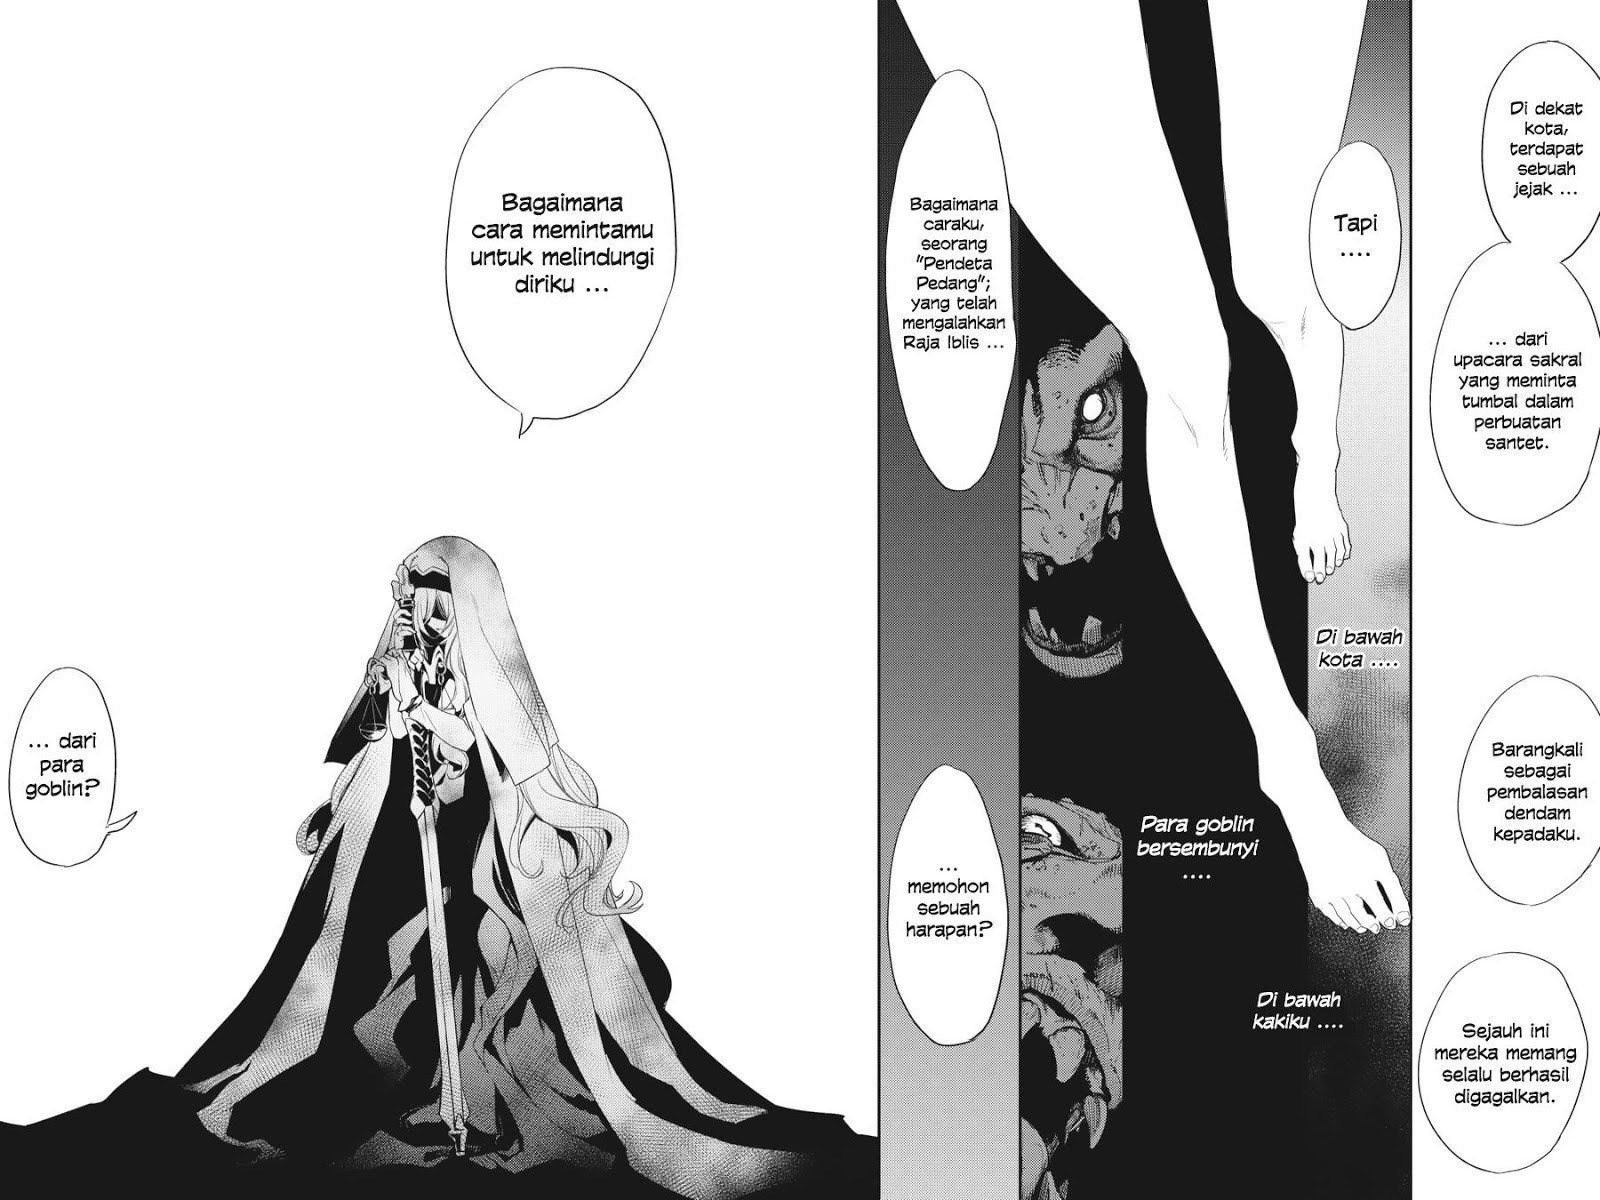 Di dekat
kota,
terdapat
sebuah
jejak ...
... dari
upacara sakral
yang meminta
tumbal dalam
perbuatan
santet.
Barangkali
sebagai
pembalasan
dendam
kepadaku.
Sejauh ini
mereka memang
selalu berhasil
digagalkan.
Tapi
....
Di bawah
kota ....
Para goblin
bersembunyi
....
Di bawah
kakiku ....
Bagaimana
caraku,
seorang
"Pendeta
Pedang";
yang telah
mengalahkan
Raja Iblis ...
...
memohon
sebuah
harapan?
Bagaimana
cara memintamu
untuk melindungi
diriku ...
... dari
para
goblin?